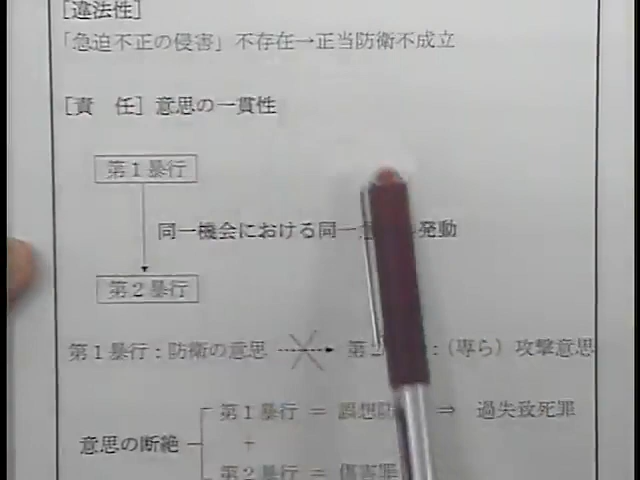 [違法性]
「急迫不正の侵害」不存在→正当防衛不成立
[責　任] 意思の一貫性
第1暴行
同一機会における同一 発動
第2暴行
第1暴行：防衛の意思 → 第 ：(専ら) 攻撃意思
第1暴行 ＝ 誤想防 ⇒ 過失致死罪
意思の断絶
＋
第2暴行 ＝ 傷害罪